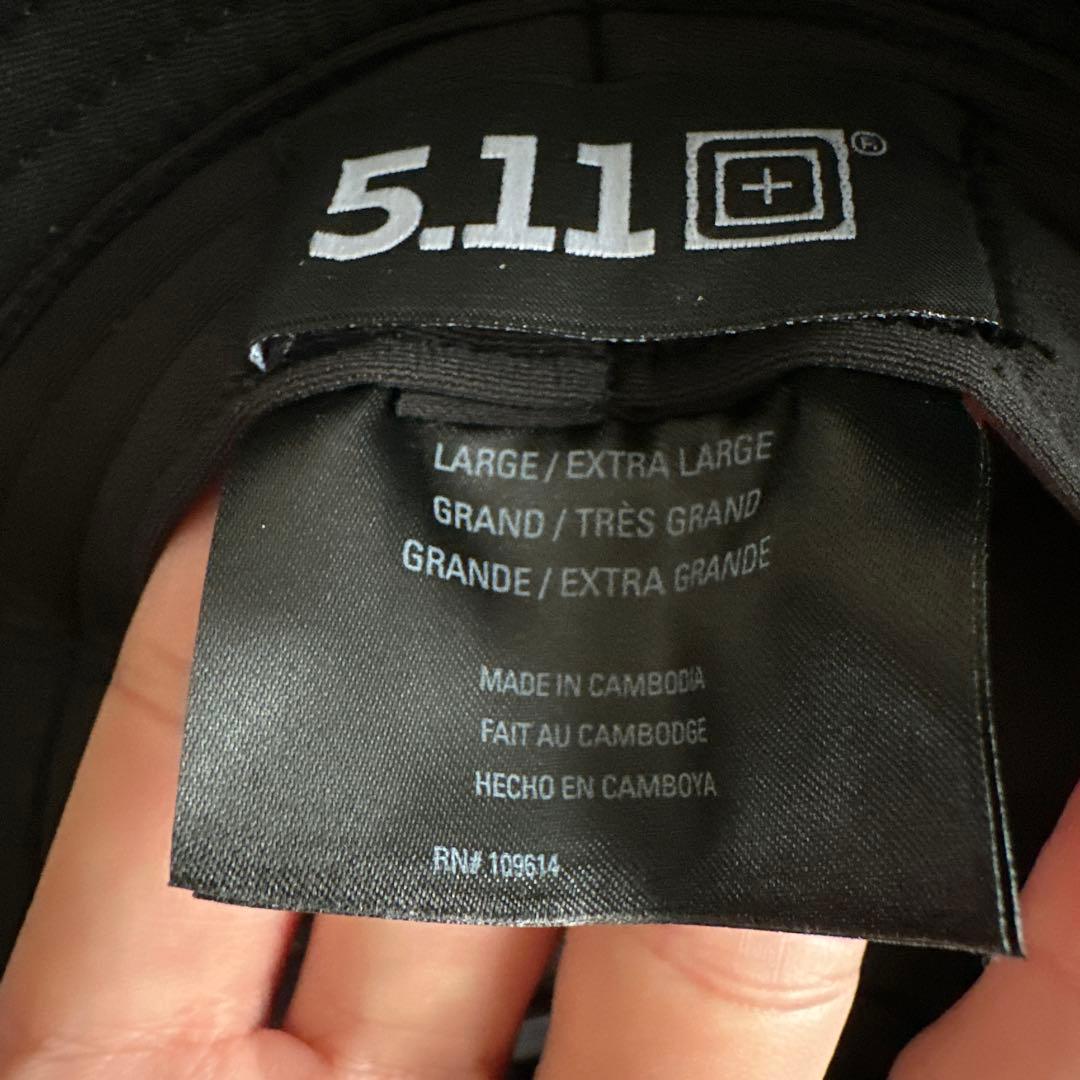 5.11 ®
LARGE / EXTRA LARGE
GRAND / TRÈS GRAND
GRANDE / EXTRA GRANDE
MADE IN CAMBODIA
FAIT AU CAMBODGE
HECHO EN CAMBOYA
RN# 109614